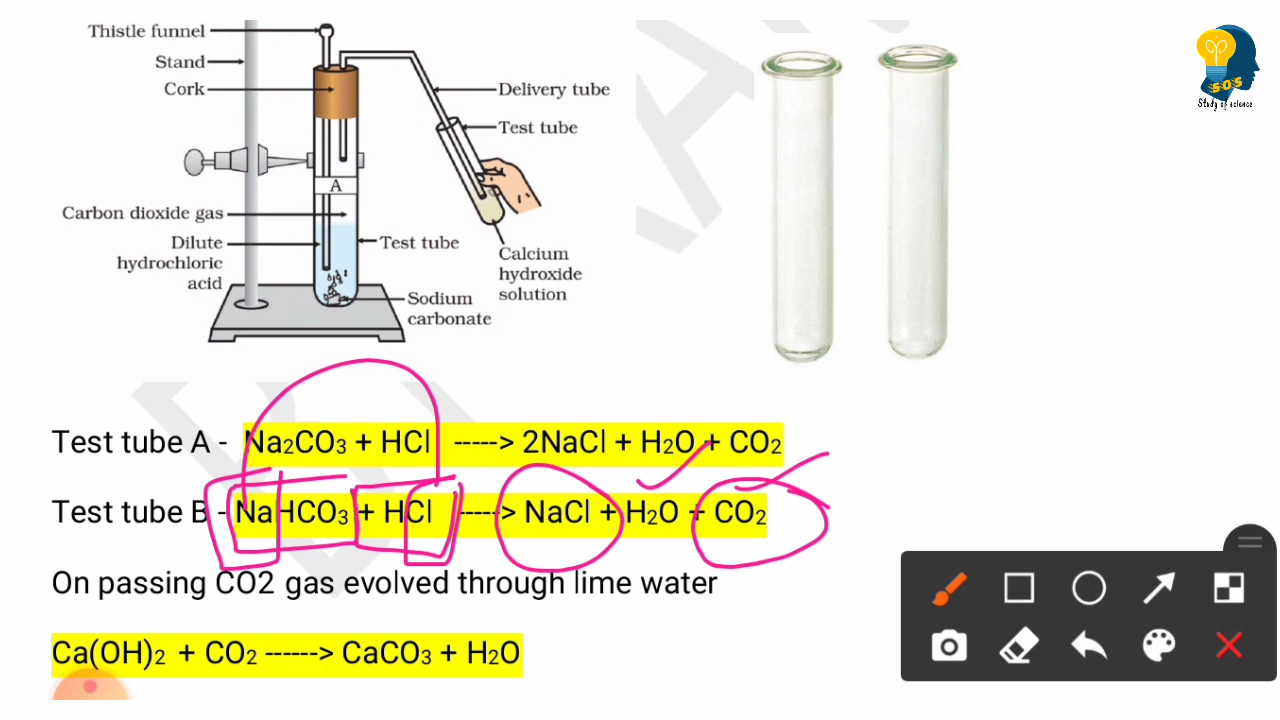 Thistle funnel
Stand
Cork
Delivery tube
Test tube
A
Carbon dioxide gas
Dilute
hydrochloric
acid
Test tube
Calcium
hydroxide
solution
Sodium
carbonate
SOS
Study of science
Test tube A - Na2CO3 + HCl -----> 2NaCl + H2O + CO2
Test tube B - NaHCO3 + HCl -----> NaCl + H2O + CO2
On passing CO2 gas evolved through lime water
Ca(OH)2 + CO2 ------> CaCO3 + H2O